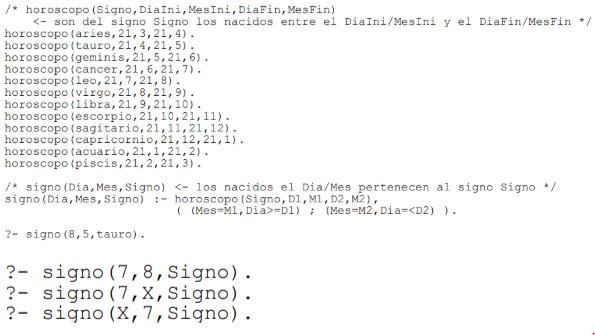 /* horoscopo(Signo,DiaIni,MesIni,DiaFin,MesFin)
<- son del signo Signo los nacidos entre el DiaIni/MesIni y el DiaFin/MesFin */
horoscopo(aries,21,3,21,4).
horoscopo(tauro,21,4,21,5).
horoscopo(geminis,21,5,21,6).
horoscopo(cancer,21,6,21,7).
horoscopo(leo,21,7,21,8).
horoscopo(virgo,21,8,21,9).
horoscopo(libra,21,9,21,10).
horoscopo(escorpio,21,10,21,11).
horoscopo(sagitario,21,11,21,12).
horoscopo(capricornio,21,12,21,1).
horoscopo(acuario,21,1,21,2).
horoscopo(piscis,21,2,21,3).
/* signo(Dia,Mes,Signo) <- los nacidos el Dia/Mes pertenecen al signo Signo */
signo(Dia,Mes,Signo) :- horoscopo(Signo,D1,M1,D2,M2),
( (Mes=M1,Dia>=D1) ; (Mes=M2,Dia=<D2) ).
?- signo(8,5,tauro).
?- signo(7,8,Signo).
?- signo(7,X,Signo).
?- signo(X,7,Signo).